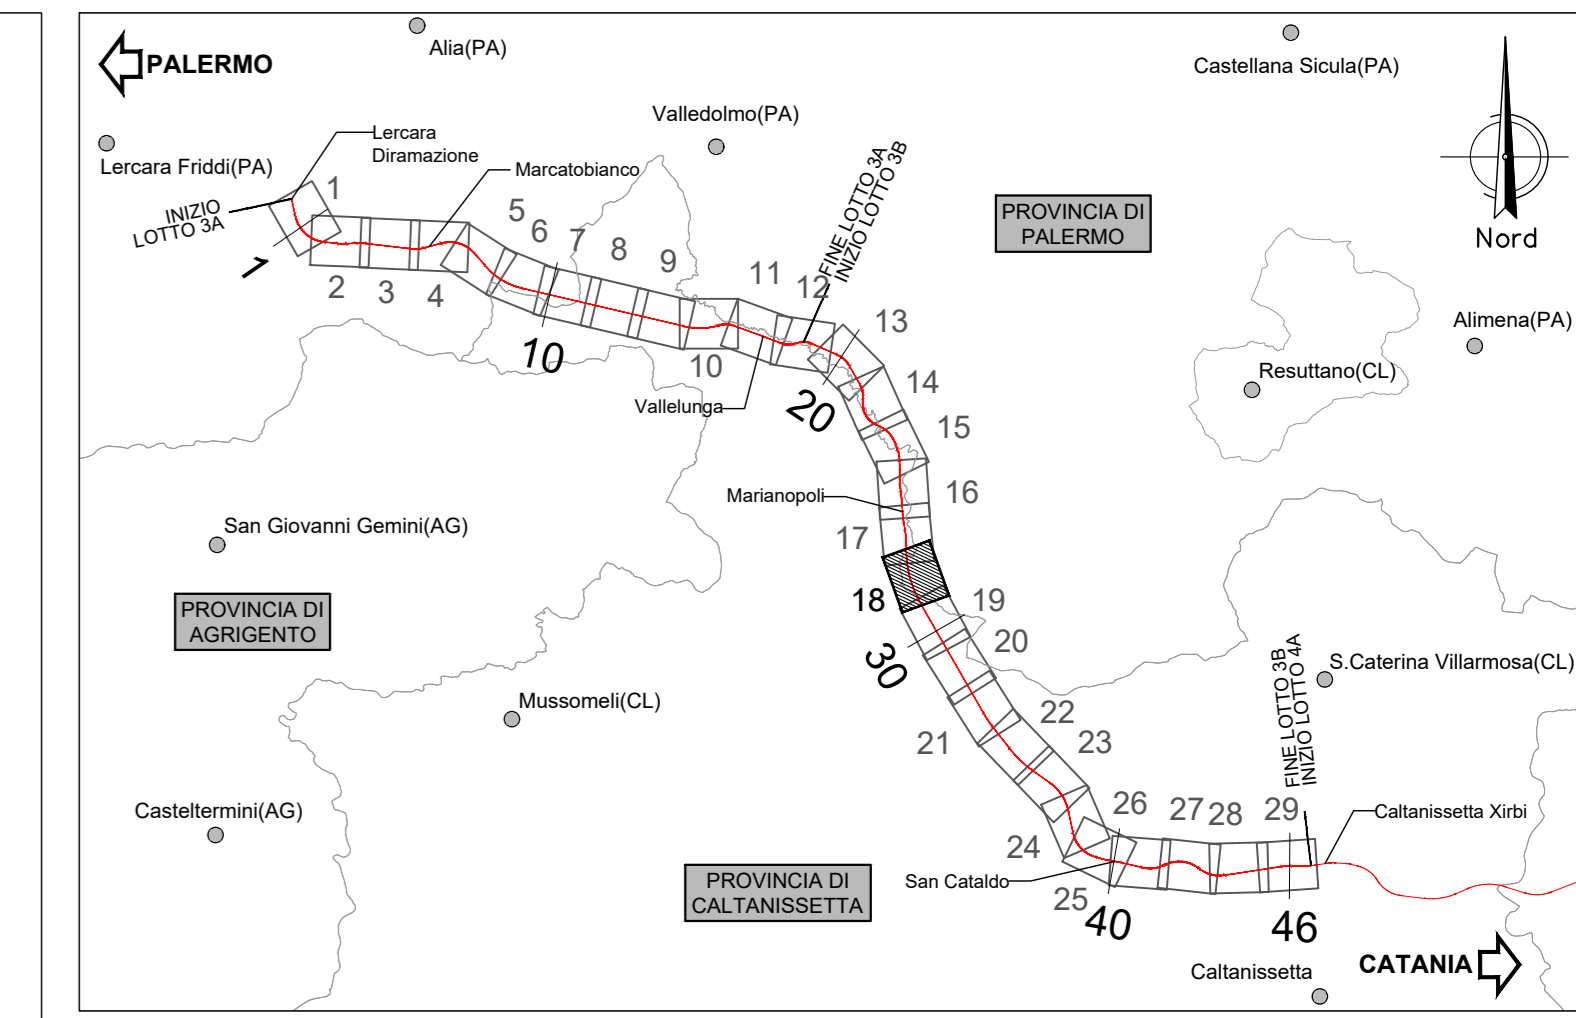 PALERMO
Alia(PA)
Castellana Sicula(PA)
Lercara Friddi(PA)
Lercara
Diramazione
Valledolmo(PA)
Marcatobianco
INIZIO
LOTTO 3A
FINE LOTTO 3A
INIZIO LOTTO 3B
PROVINCIA DI
PALERMO
Nord
1
1
2
3
4
5
6
7
8
9
10
10
11
12
13
Alimena(PA)
Resuttano(CL)
Vallelunga
20
14
15
Marianopoli
16
17
San Giovanni Gemini(AG)
PROVINCIA DI
AGRIGENTO
18
19
20
30
S.Caterina Villarmosa(CL)
FINE LOTTO 3B
INIZIO LOTTO 4A
Mussomeli(CL)
21
22
23
Casteltermini(AG)
24
25
26
27
28
29
Caltanissetta Xirbi
San Cataldo
PROVINCIA DI
CALTANISSETTA
40
46
CATANIA
Caltanissetta